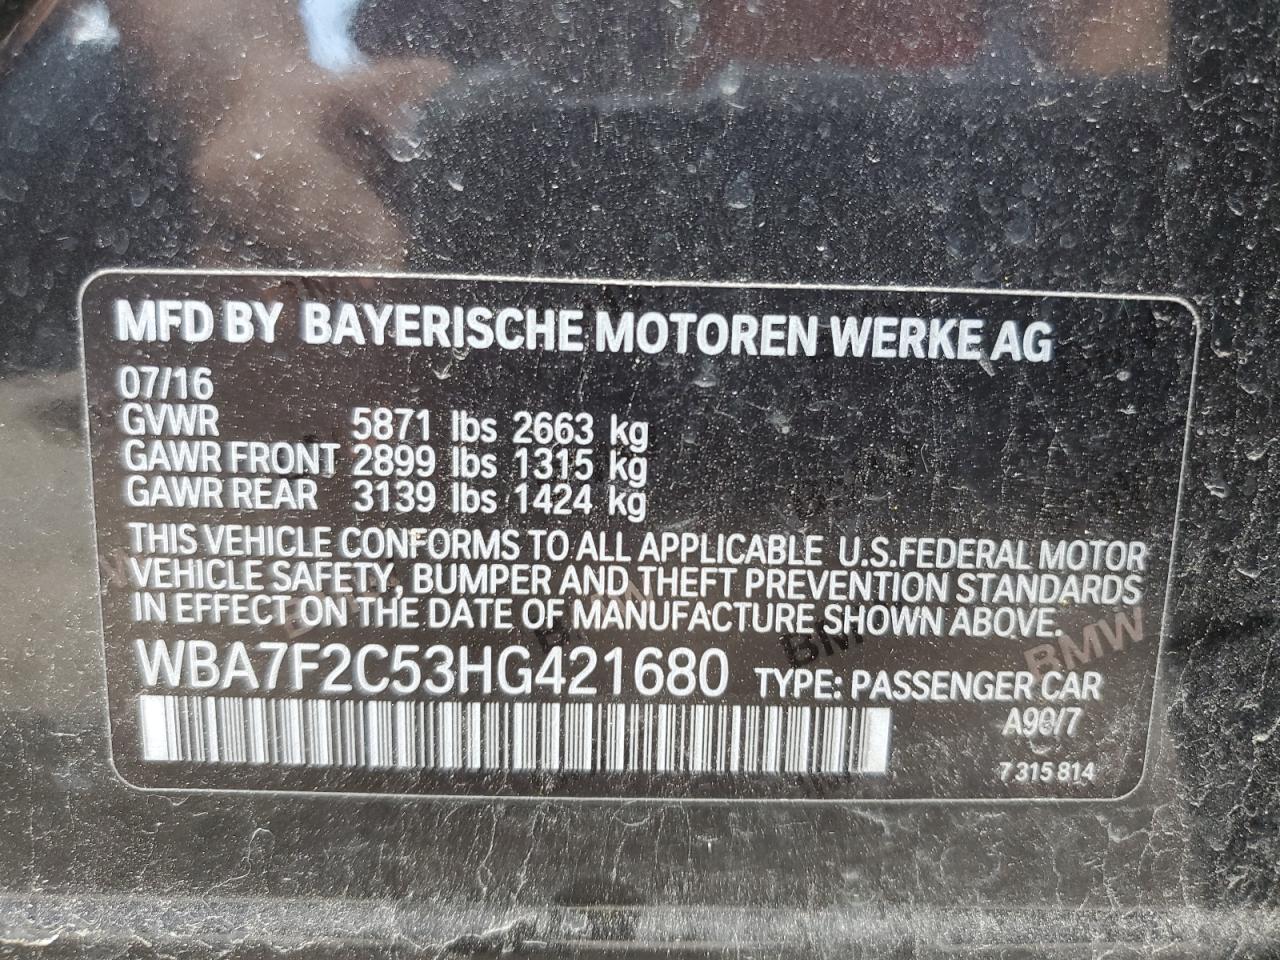 MFD BY BAYERISCHE MOTOREN WERKE AG
07/16
GVWR 5871 lbs 2663 kg
GAWR FRONT 2899 lbs 1315 kg
GAWR REAR 3139 lbs 1424 kg
THIS VEHICLE CONFORMS TO ALL APPLICABLE U.S.FEDERAL MOTOR
VEHICLE SAFETY, BUMPER AND THEFT PREVENTION STANDARDS
IN EFFECT ON THE DATE OF MANUFACTURE SHOWN ABOVE.
WBA7F2C53HG421680 TYPE: PASSENGER CAR
A90/7
7 315 814
BMW